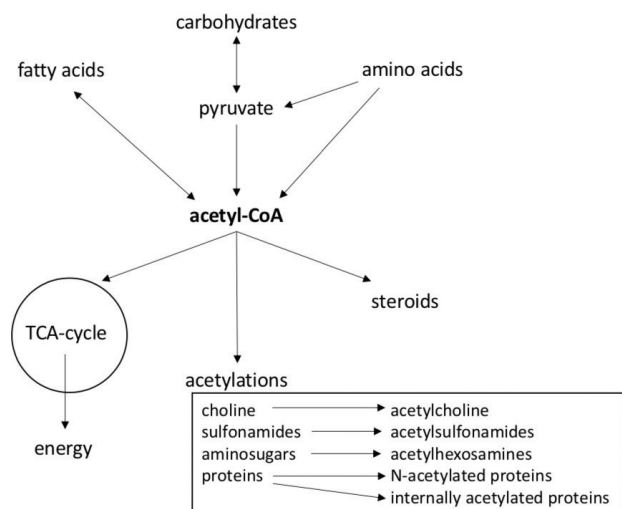 carbohydrates
fatty acids
amino acids
pyruvate
acetyl-CoA
steroids
TCA-cycle
acetylations
choline acetylcholine
sulfonamides acetylsulfonamides
aminosugars acetylhexosamines
proteins N-acetylated proteins
internally acetylated proteins
energy